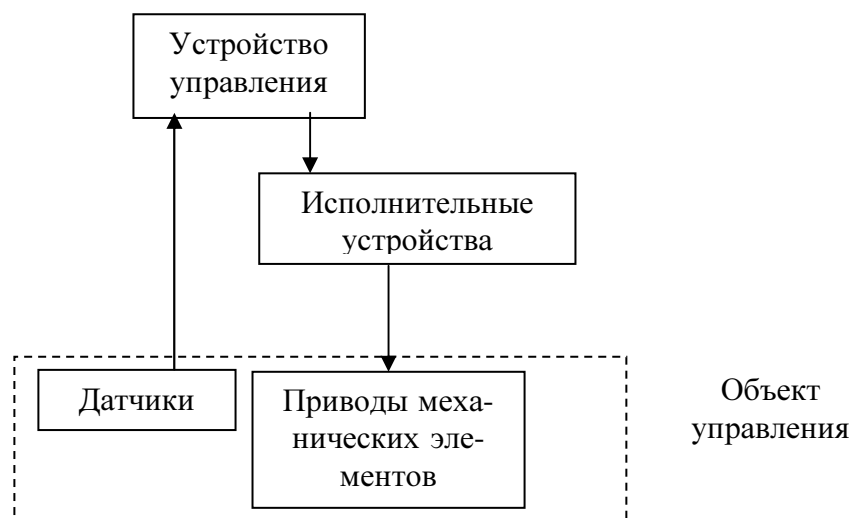 Устройство
управления
Исполнительные
устройства
Датчики
Приводы меха-
нических эле-
ментов
Объект
управления